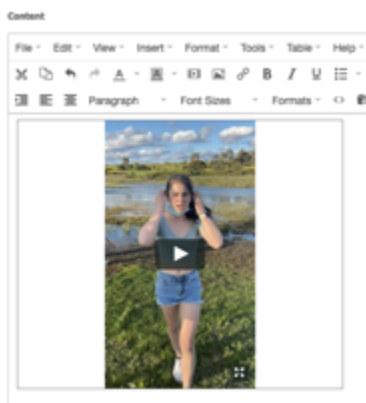 Content
File Edit View Insert Format Tools Table Help
A A B I U
Paragraph Font Sizes Formats